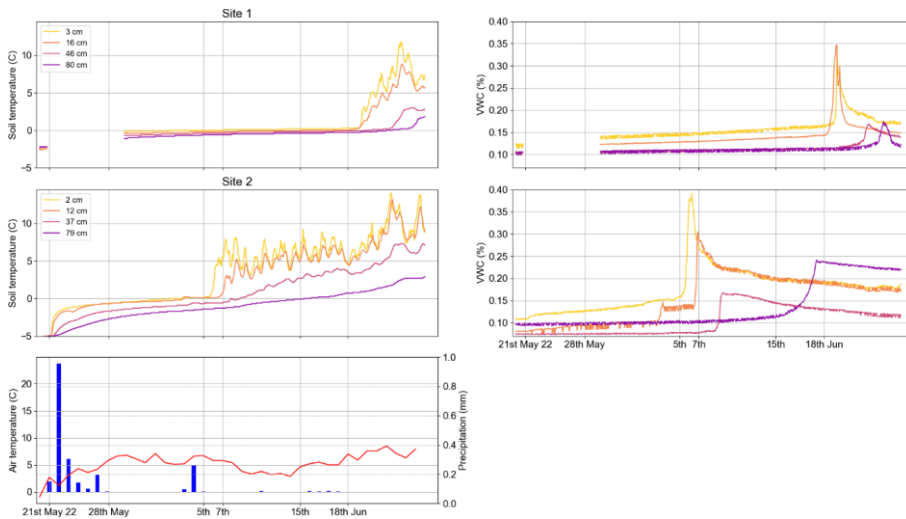 Site 1
Soil temperature (C)
10
5
0
−5
3 cm
16 cm
46 cm
80 cm
VWC (%)
0.40
0.35
0.30
0.25
0.20
0.15
0.10
Site 2
Soil temperature (C)
10
5
0
−5
2 cm
12 cm
37 cm
79 cm
VWC (%)
0.40
0.35
0.30
0.25
0.20
0.15
0.10
21st May 22 28th May 5th 7th 18th Jun
Air temperature (C)
20
15
10
5
0
1.0
0.8
0.6
0.4
0.2
0.0
Precipitation (mm)
21st May 22 28th May 5th 7th 15th 18th Jun